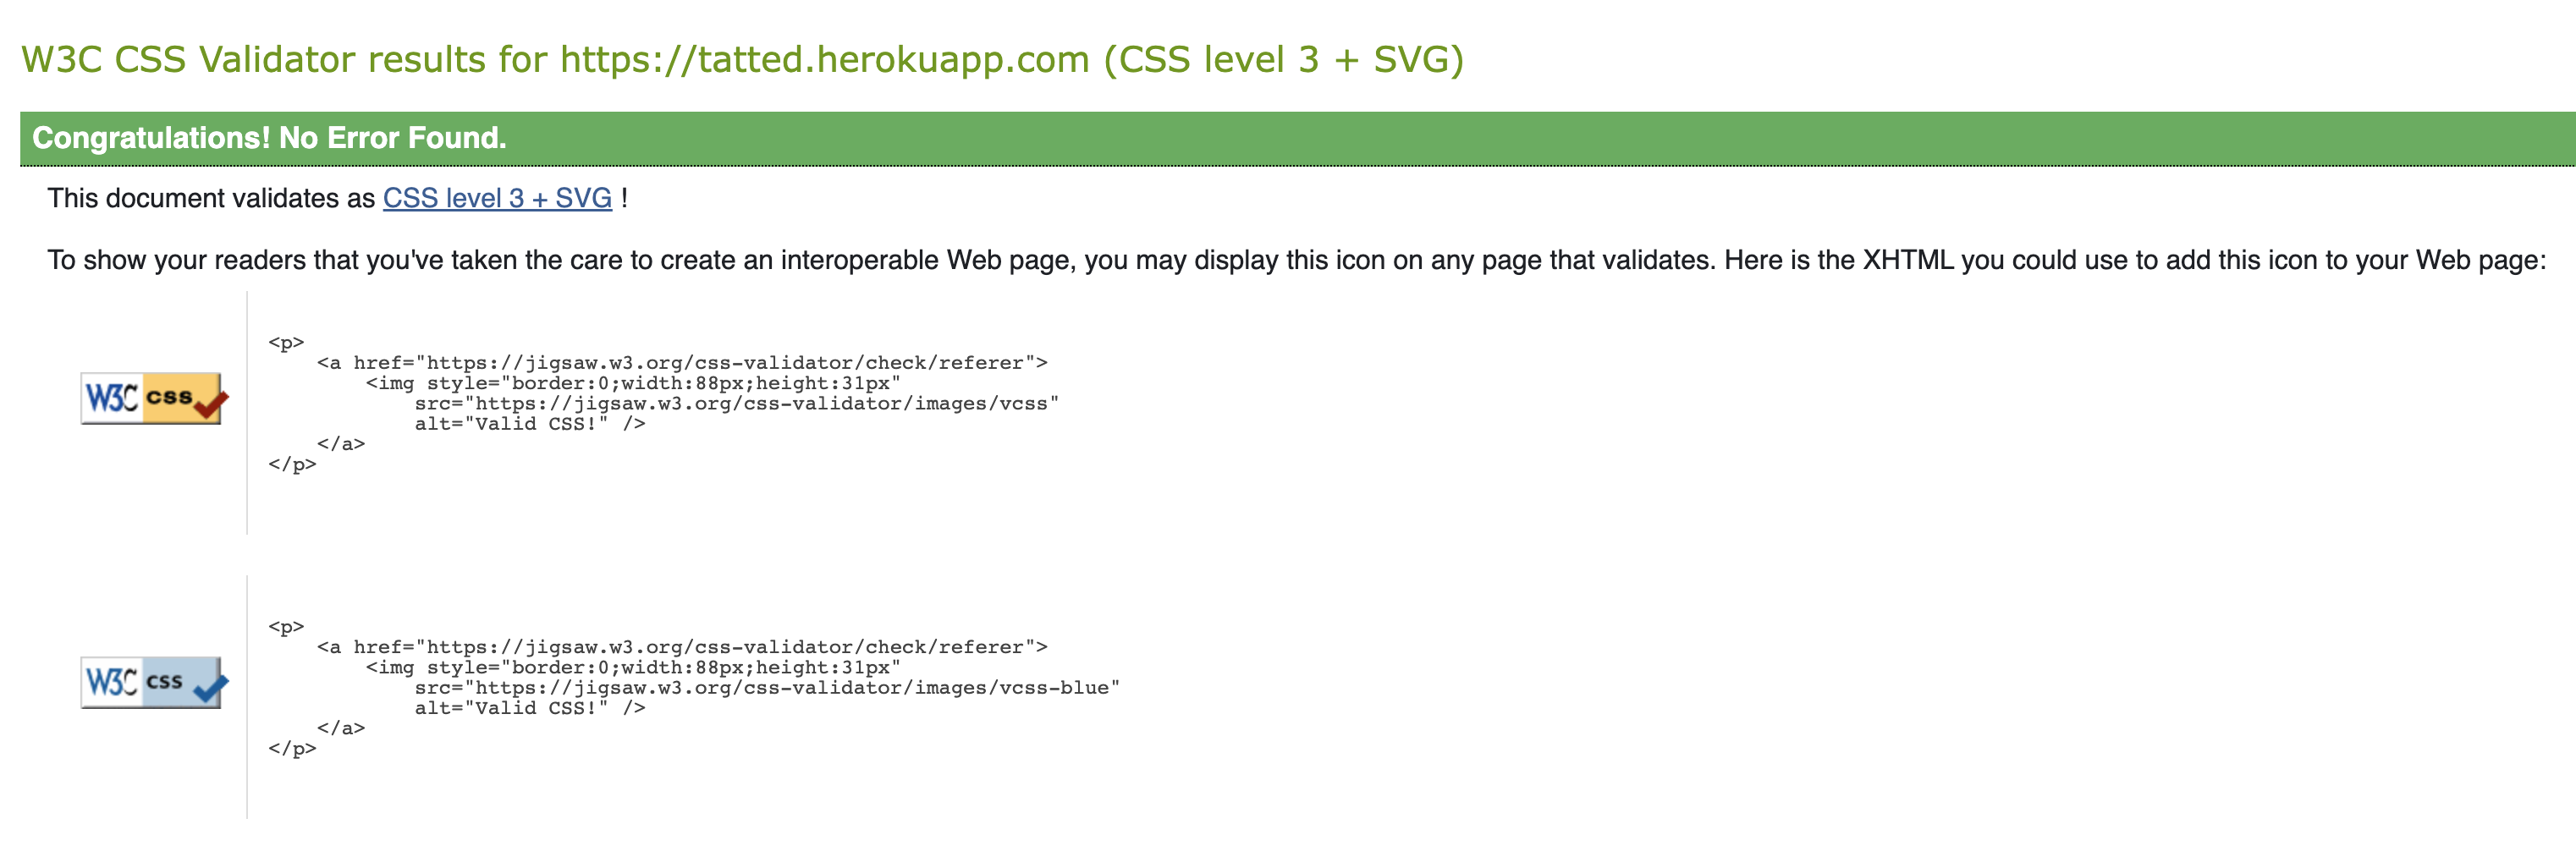 W3C CSS Validator results for https://tatted.herokuapp.com (CSS level 3 + SVG)
Congratulations! No Error Found.
This document validates as CSS level 3 + SVG !
To show your readers that you've taken the care to create an interoperable Web page, you may display this icon on any page that validates. Here is the XHTML you could use to add this icon to your Web page:
W3C css
<p>
<a href="https://jigsaw.w3.org/css-validator/check/referer">
<img style="border:0;width:88px;height:31px"
src="https://jigsaw.w3.org/css-validator/images/vcss"
alt="Valid CSS!" />
</a>
</p>
W3C css
<p>
<a href="https://jigsaw.w3.org/css-validator/check/referer">
<img style="border:0;width:88px;height:31px"
src="https://jigsaw.w3.org/css-validator/images/vcss-blue"
alt="Valid CSS!" />
</a>
</p>